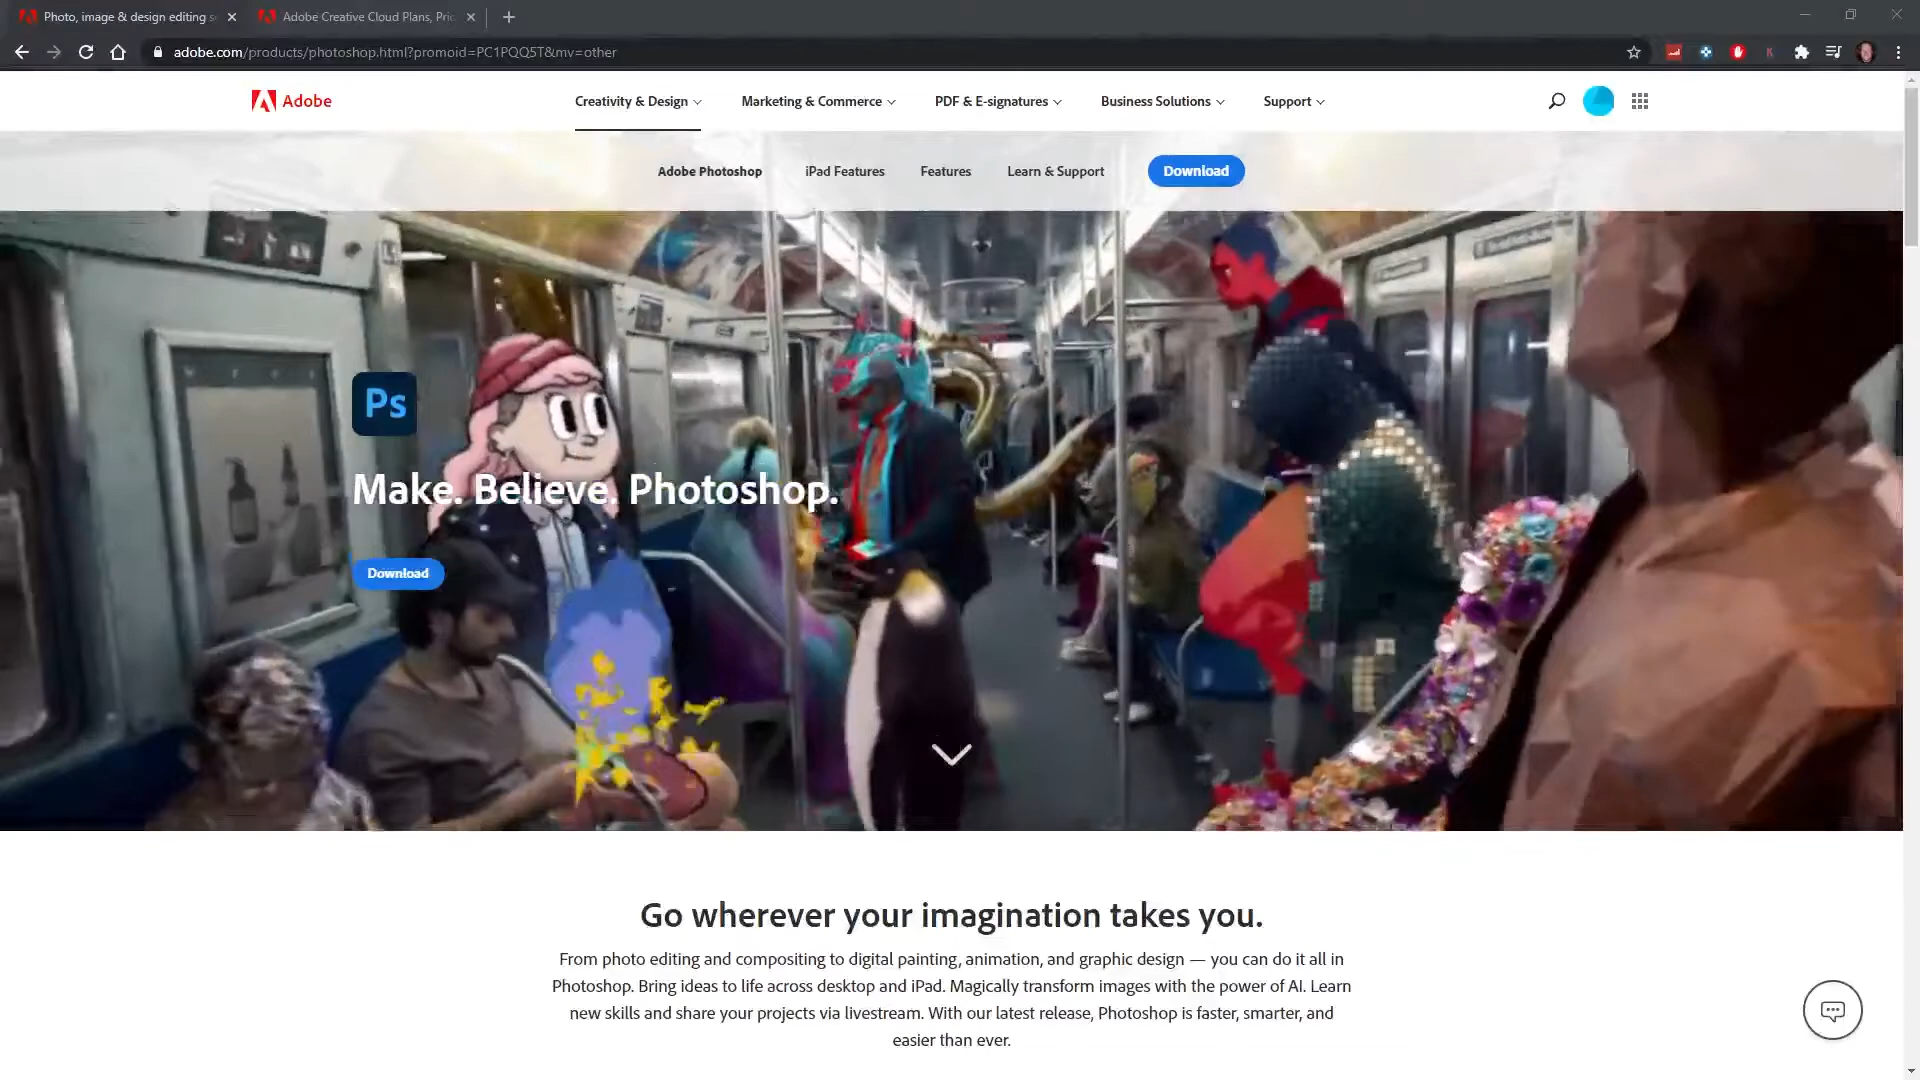 Photo, image & design editing s
Adobe Creative Cloud Plans, Pric
adobe.com/products/photoshop.html?promoid=PC1PQQ5T&mv=other
Adobe
Creativity & Design
Marketing & Commerce
PDF & E-signatures
Business Solutions
Support
Adobe Photoshop
iPad Features
Features
Learn & Support
Download
Ps
Make. Believe. Photoshop.
Download
Go wherever your imagination takes you.
From photo editing and compositing to digital painting, animation, and graphic design — you can do it all in
Photoshop. Bring ideas to life across desktop and iPad. Magically transform images with the power of AI. Learn
new skills and share your projects via livestream. With our latest release, Photoshop is faster, smarter, and
easier than ever.